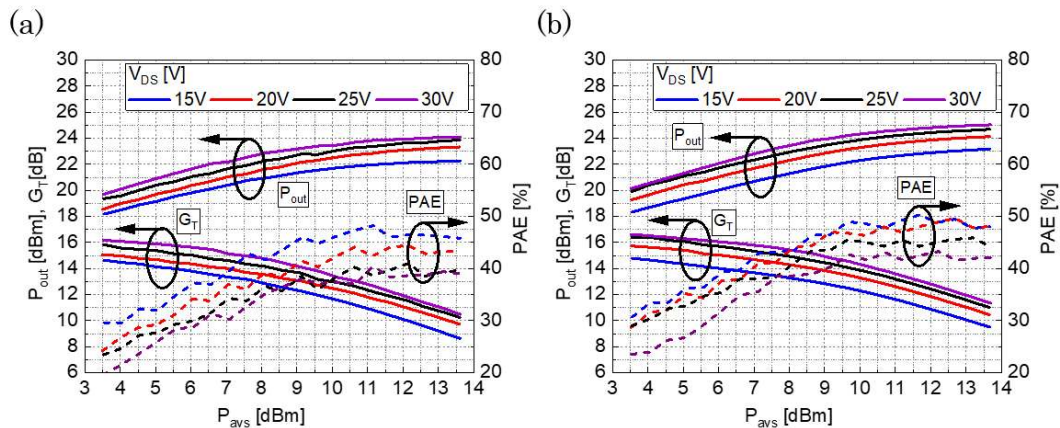 (a)
V_DS [V]
15V 20V 25V 30V
P_out
G_T
PAE
P_out [dBm], G_T [dB]
30
28
26
24
22
20
18
16
14
12
10
8
6
80
70
60
50
40
30
20
PAE [%]
3 4 5 6 7 8 9 10 11 12 13 14
P_avs [dBm]
(b)
V_DS [V]
15V 20V 25V 30V
P_out
G_T
PAE
P_out [dBm], G_T [dB]
30
28
26
24
22
20
18
16
14
12
10
8
6
80
70
60
50
40
30
20
PAE [%]
3 4 5 6 7 8 9 10 11 12 13 14
P_avs [dBm]